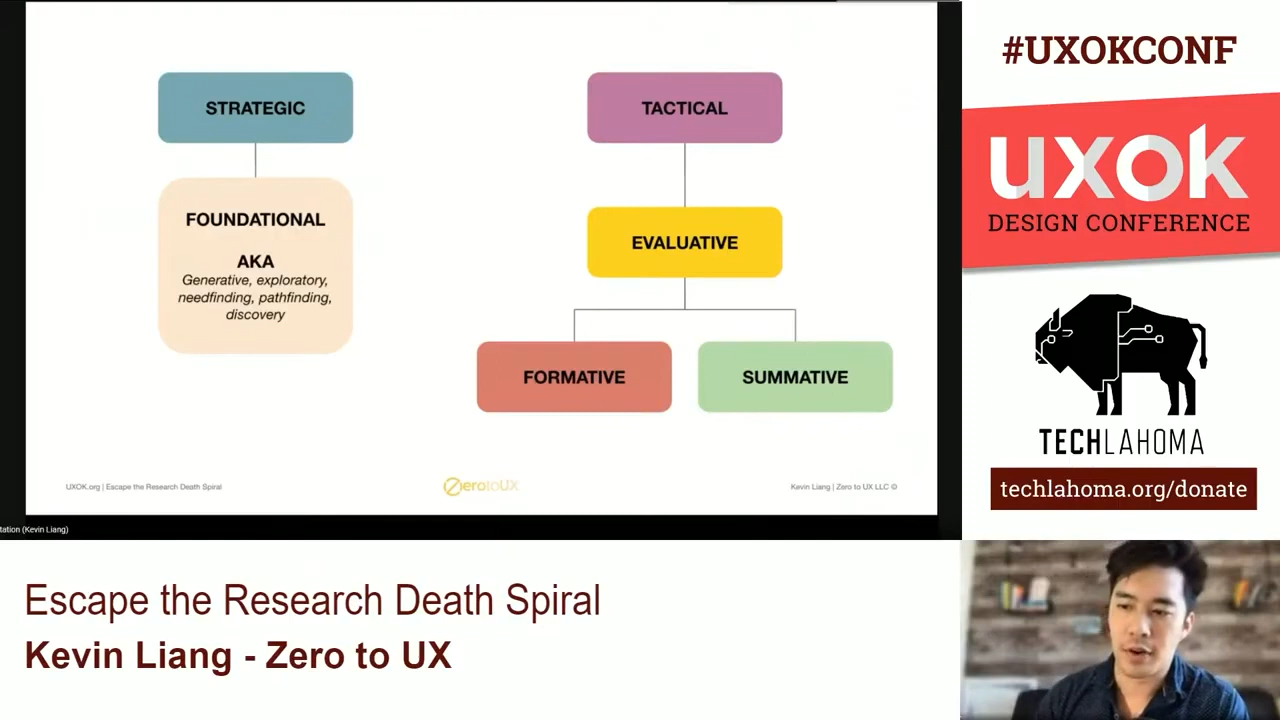 STRATEGIC
FOUNDATIONAL
AKA
Generative, exploratory,
needfinding, pathfinding,
discovery
TACTICAL
EVALUATIVE
FORMATIVE
SUMMATIVE
UXOK.org | Escape the Research Death Spiral
ZerotoUX
Kevin Liang | Zero to UX LLC ©
tation (Kevin Liang)
#UXOKCONF
uxok
DESIGN CONFERENCE
TECHLAHOMA
techlahoma.org/donate
Escape the Research Death Spiral
Kevin Liang - Zero to UX